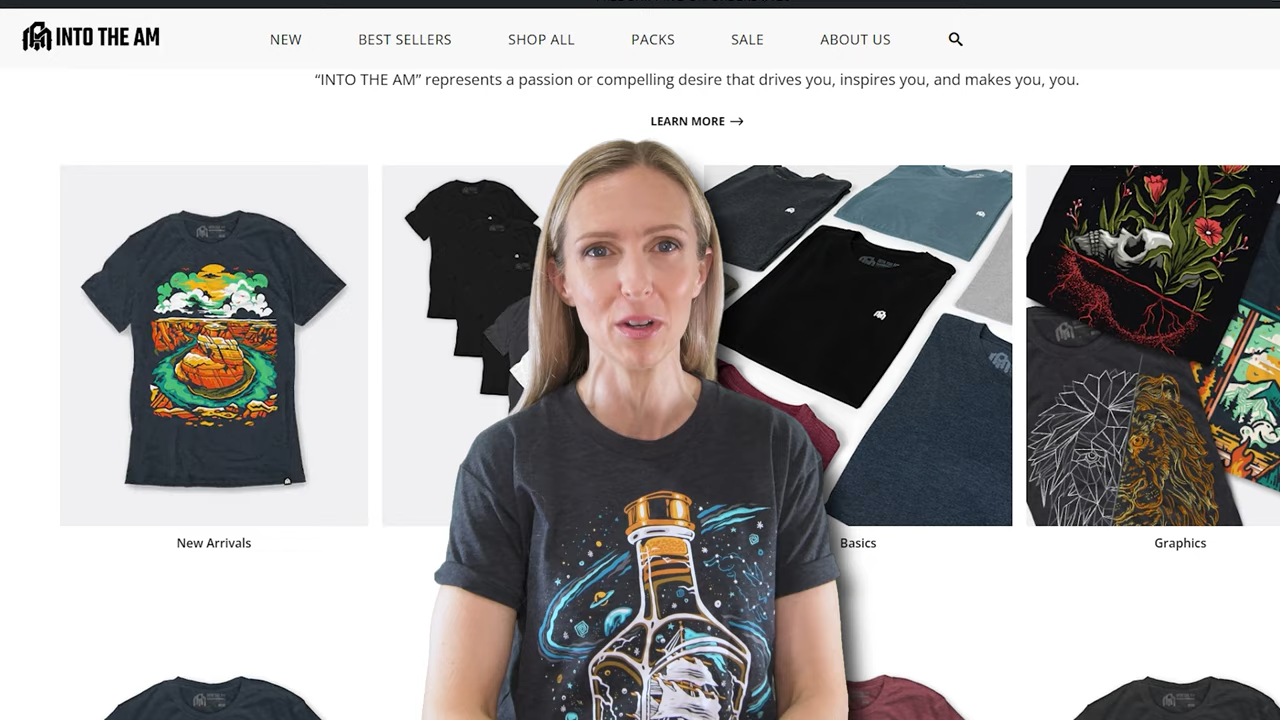 INTO THE AM
NEW
BEST SELLERS
SHOP ALL
PACKS
SALE
ABOUT US
“INTO THE AM” represents a passion or compelling desire that drives you, inspires you, and makes you, you.
LEARN MORE →
New Arrivals
Basics
Graphics